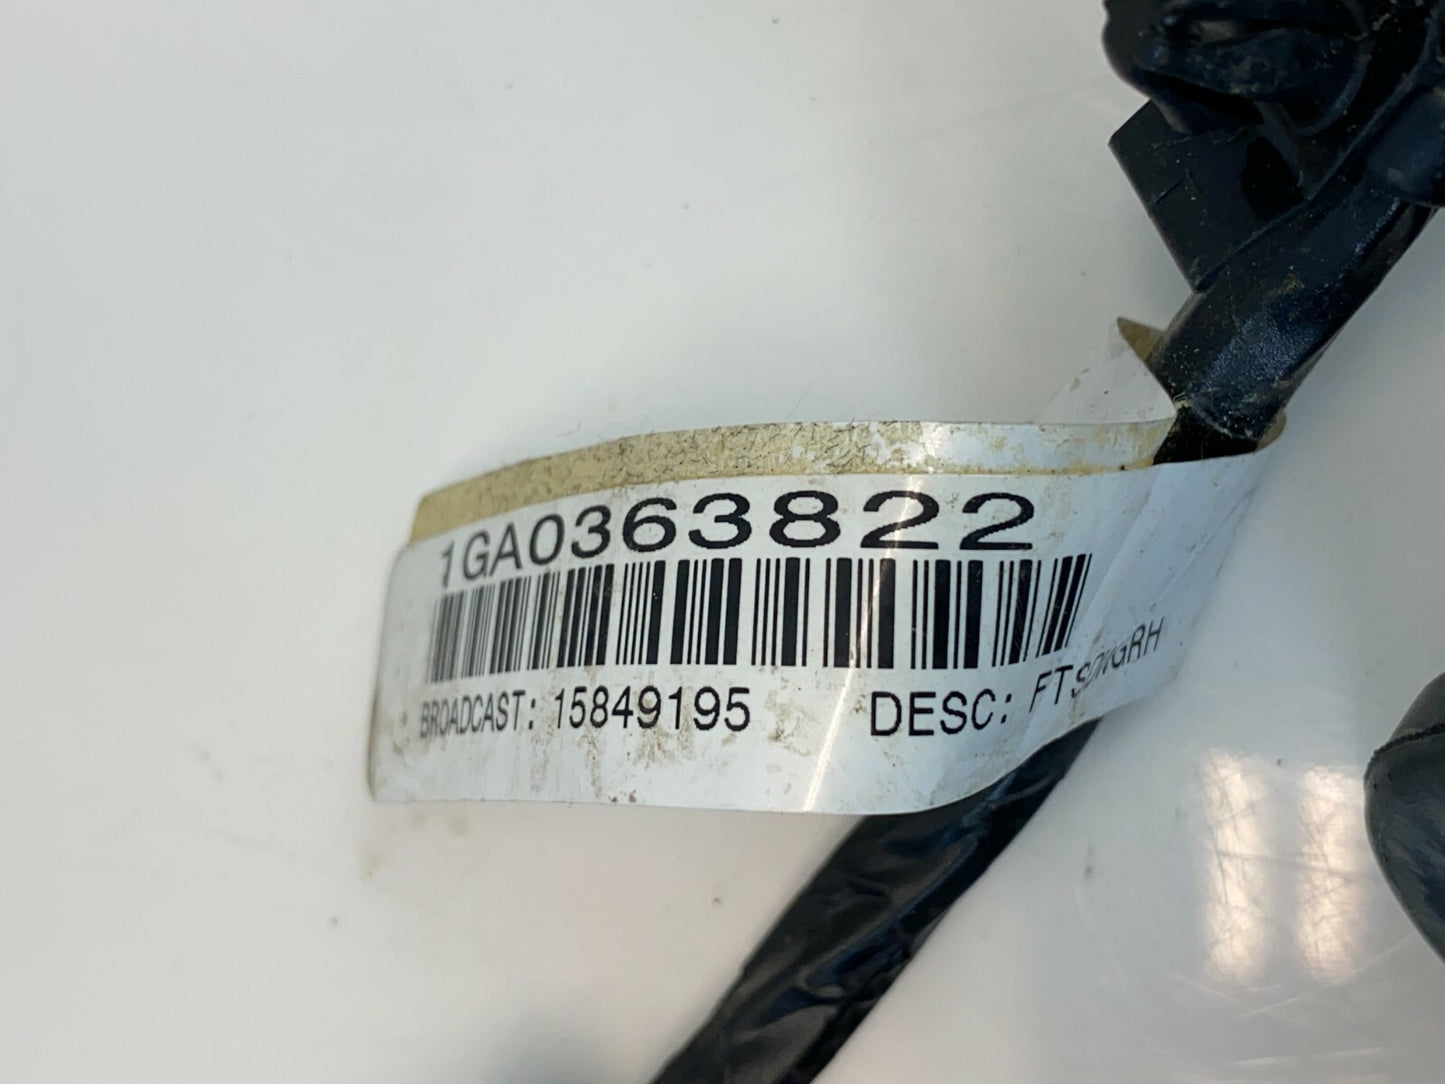 1GA0363822
BROADCAST: 15849195 DESC: FTSDWGRH